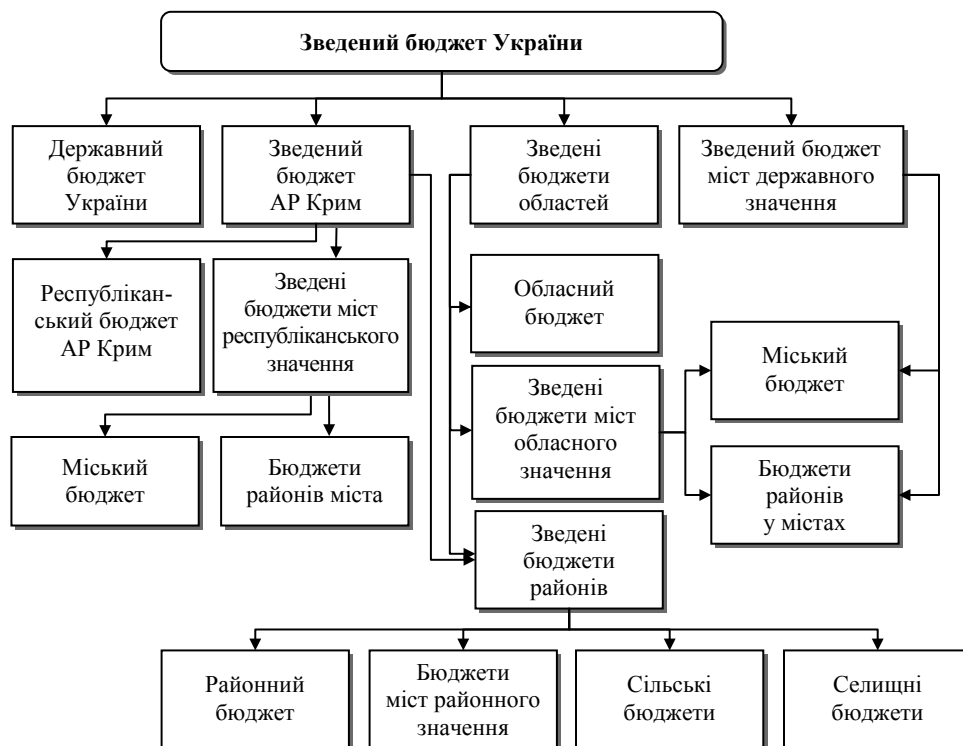 Зведений бюджет України
Державний
бюджет
України
Зведений
бюджет
АР Крим
Зведені
бюджети
областей
Зведений бюджет
міст державного
значення
Республікан-
ський бюджет
АР Крим
Зведені
бюджети міст
республіканського
значення
Обласний
бюджет
Зведені
бюджети міст
обласного
значення
Міський
бюджет
Міський
бюджет
Бюджети
районів міста
Бюджети
районів
у містах
Зведені
бюджети
районів
Районний
бюджет
Бюджети
міст районного
значення
Сільські
бюджети
Селищні
бюджети